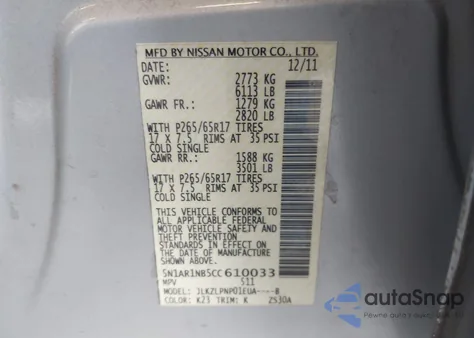 MFD BY NISSAN MOTOR CO., LTD.
DATE: 12/11
GVWR: 2773 KG
6113 LB
GAWR FR.: 1279 KG
2820 LB
WITH P265/65R17 TIRES
17 X 7.5 RIMS AT 35 PSI
COLD SINGLE
GAWR RR.: 1588 KG
3501 LB
WITH P265/65R17 TIRES
17 X 7.5 RIMS AT 35 PSI
COLD SINGLE
THIS VEHICLE CONFORMS TO
ALL APPLICABLE FEDERAL
MOTOR VEHICLE SAFETY
STANDARDS IN EFFECT ON
THE DATE OF MANUFACTURE
SHOWN ABOVE.
5N1AR1NB5CC610033
MPV 511
MODEL: JLKZLPNP01EUA----B
COLOR: K23 TRIM: K Z530A
autoSnap
Pewne auto z